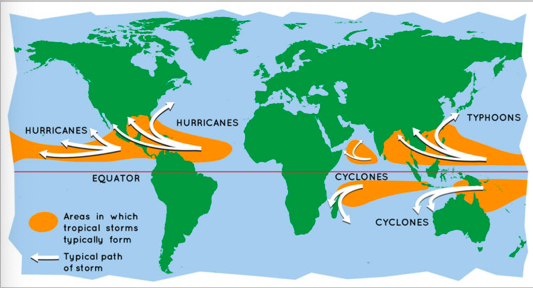 HURRICANES
HURRICANES
TYPHOONS
EQUATOR
CYCLONES
CYCLONES
Areas in which
tropical storms
typically form
Typical path
of storm